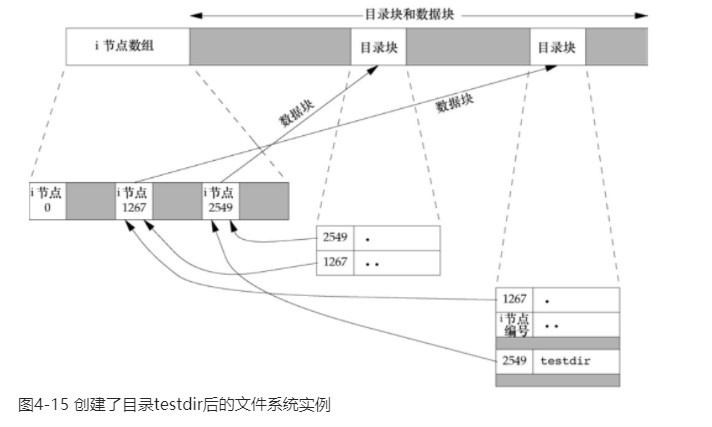 目录块和数据块
i 节点数组
目录块
目录块
数据块
数据块
i 节点
0
i 节点
1267
i 节点
2549
2549 .
1267 ..
1267 .
i 节点
编号 ..
2549 testdir
图4-15 创建了目录testdir后的文件系统实例